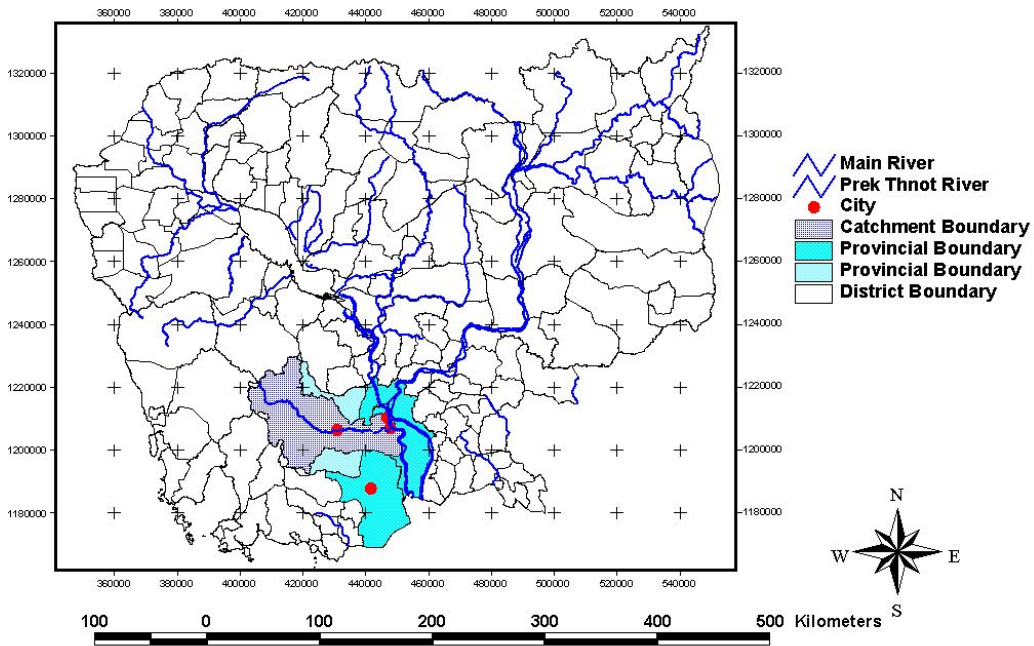 360000 380000 400000 420000 440000 460000 480000 500000 520000 540000
1320000 1320000
1300000 1300000
1280000 1280000
1260000 1260000
1240000 1240000
1220000 1220000
1200000 1200000
1180000 1180000
360000 380000 400000 420000 440000 460000 480000 500000 520000 540000
Main River
Prek Thnot River
City
Catchment Boundary
Provincial Boundary
Provincial Boundary
District Boundary
N
W E
S
100 0 100 200 300 400 500 Kilometers